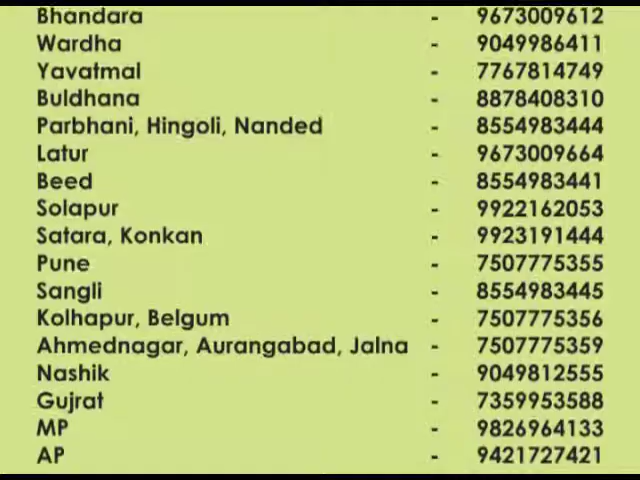 Bhandara - 9673009612
Wardha - 9049986411
Yavatmal - 7767814749
Buldhana - 8878408310
Parbhani, Hingoli, Nanded - 8554983444
Latur - 9673009664
Beed - 8554983441
Solapur - 9922162053
Satara, Konkan - 9923191444
Pune - 7507775355
Sangli - 8554983445
Kolhapur, Belgum - 7507775356
Ahmednagar, Aurangabad, Jalna - 7507775359
Nashik - 9049812555
Gujrat - 7359953588
MP - 9826964133
AP - 9421727421